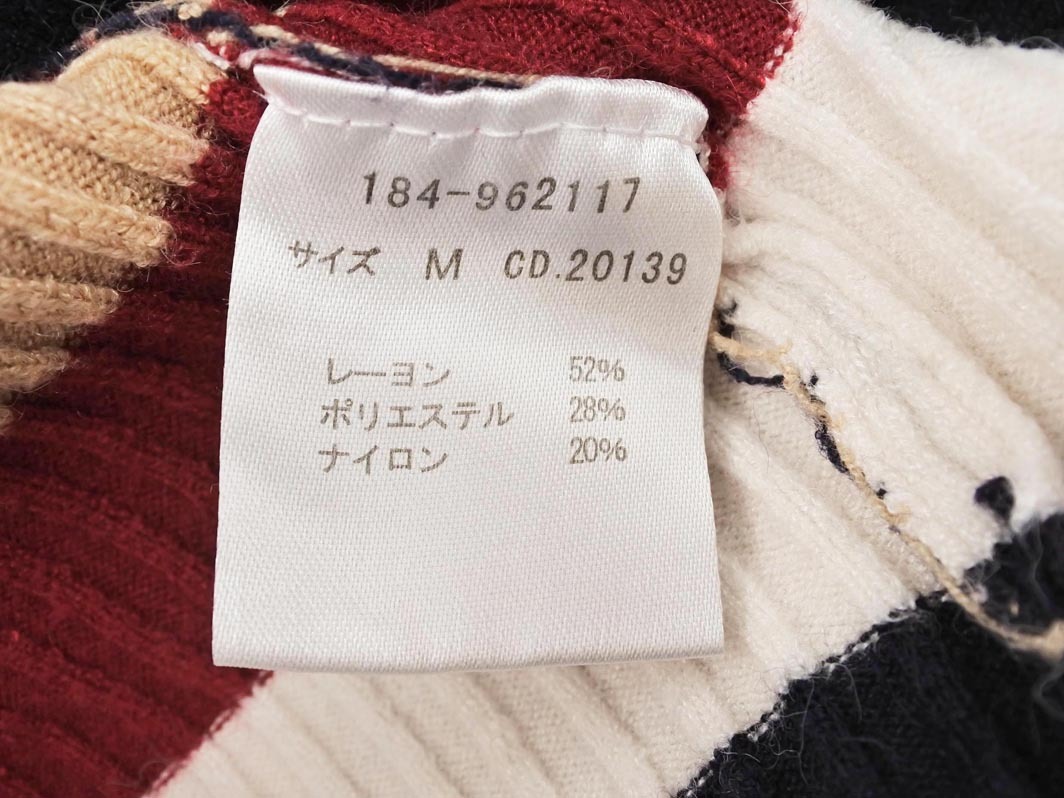 184-962117
サイズ M CD.20139
レーヨン 52%
ポリエステル 28%
ナイロン 20%